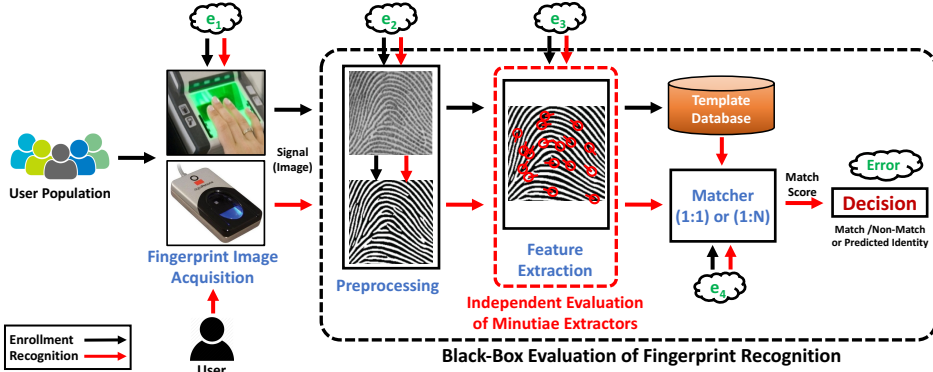 e1
e2
e3
User Population
Signal
(Image)
Fingerprint Image
Acquisition
Preprocessing
Feature
Extraction
Independent Evaluation
of Minutiae Extractors
Template
Database
Matcher
(1:1) or (1:N)
Match
Score
Error
Decision
Match /Non-Match
or Predicted Identity
e4
Enrollment
Recognition
User
Black-Box Evaluation of Fingerprint Recognition